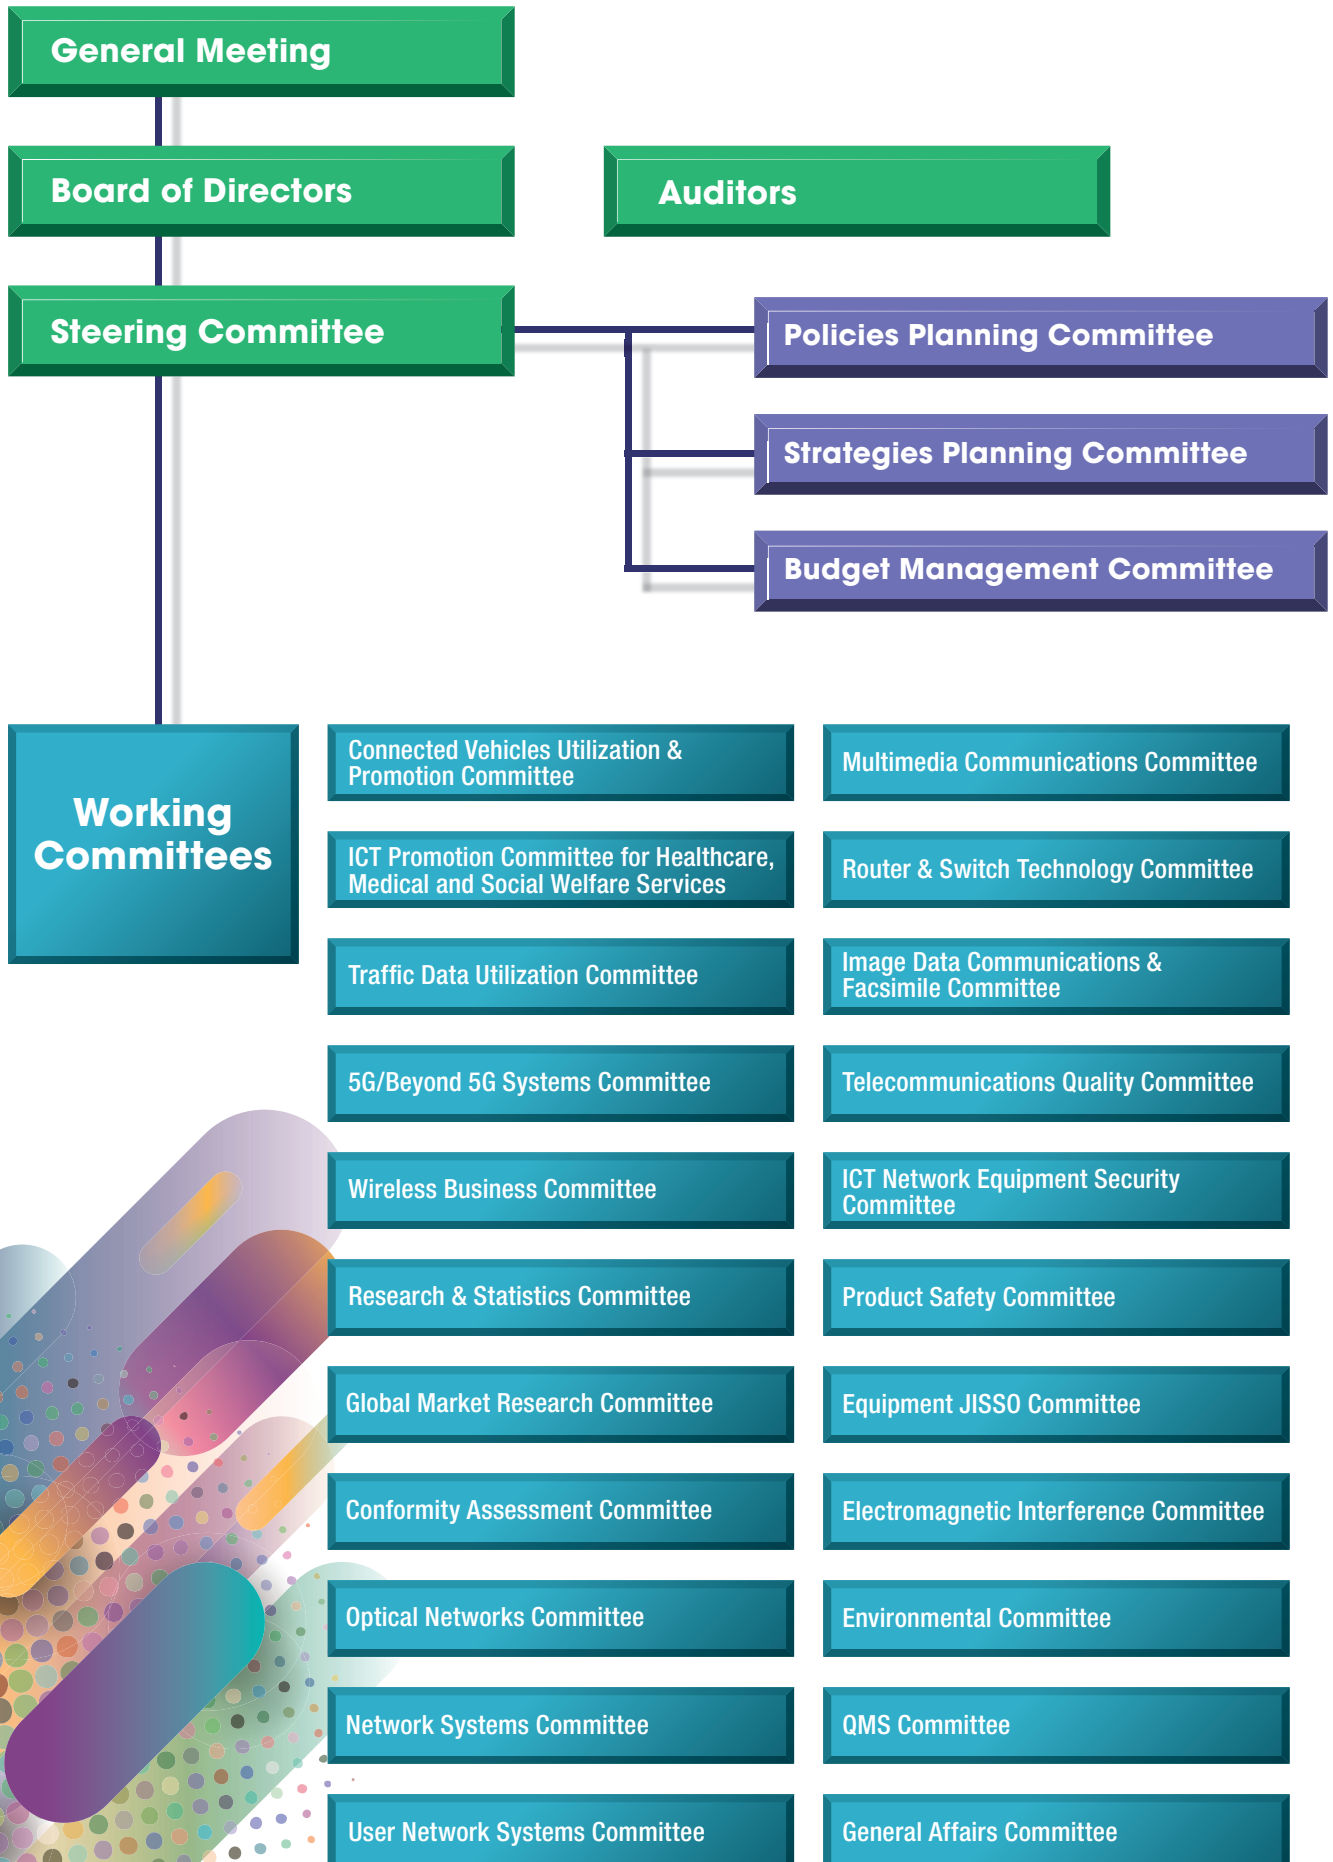 General Meeting
Board of Directors
Auditors
Steering Committee
Policies Planning Committee
Strategies Planning Committee
Budget Management Committee
Working
Committees
Connected Vehicles Utilization &
Promotion Committee
ICT Promotion Committee for Healthcare,
Medical and Social Welfare Services
Traffic Data Utilization Committee
5G/Beyond 5G Systems Committee
Wireless Business Committee
Research & Statistics Committee
Global Market Research Committee
Conformity Assessment Committee
Optical Networks Committee
Network Systems Committee
User Network Systems Committee
Multimedia Communications Committee
Router & Switch Technology Committee
Image Data Communications &
Facsimile Committee
Telecommunications Quality Committee
ICT Network Equipment Security
Committee
Product Safety Committee
Equipment JISSO Committee
Electromagnetic Interference Committee
Environmental Committee
QMS Committee
General Affairs Committee